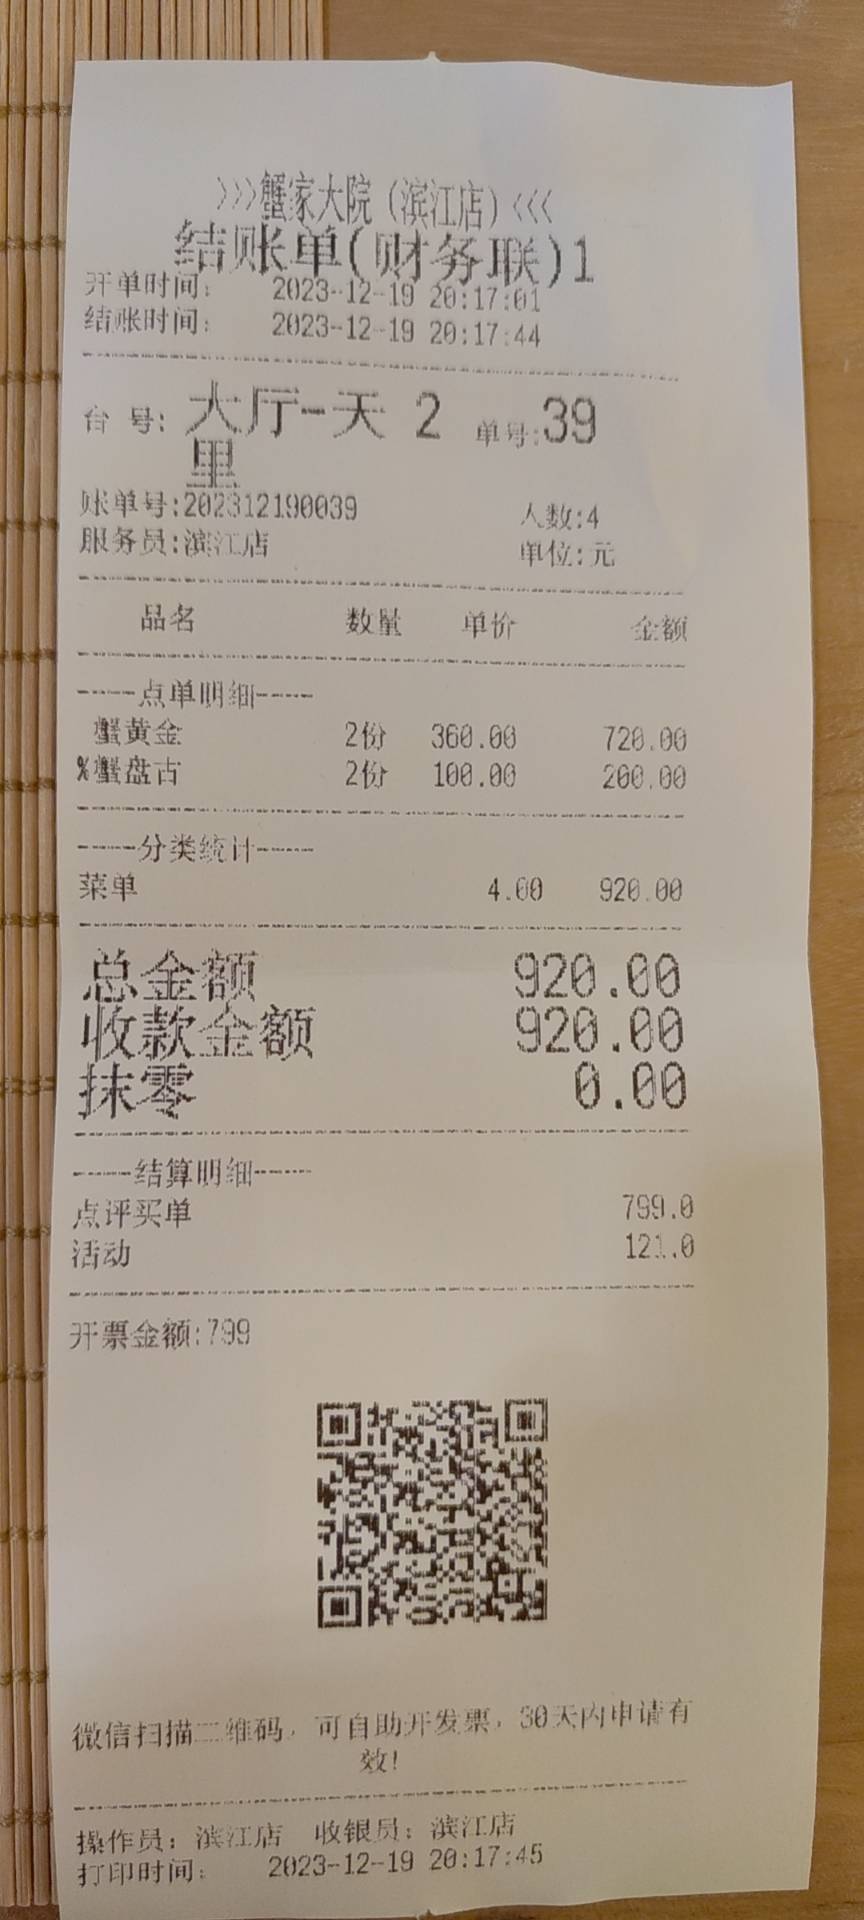 >>>蟹家大院（滨江店）<<<
结账单(财务联)1
开单时间： 2023-12-19 20:17:01
结账时间： 2023-12-19 20:17:44
台 号: 大厅-天 2 单号:39
里
账单号:202312190039 人数:4
服务员:滨江店 单位:元
品名 数量 单价 金额
----点单明细----
蟹黄金 2份 360.00 720.00
%蟹盘古 2份 100.00 200.00
----分类统计----
菜单 4.00 920.00
总金额 920.00
收款金额 920.00
抹零 0.00
----结算明细----
点评买单 799.0
活动 121.0
开票金额:799
微信扫描二维码，可自助开发票，30天内申请有
效!
操作员：滨江店 收银员：滨江店
打印时间： 2023-12-19 20:17:45